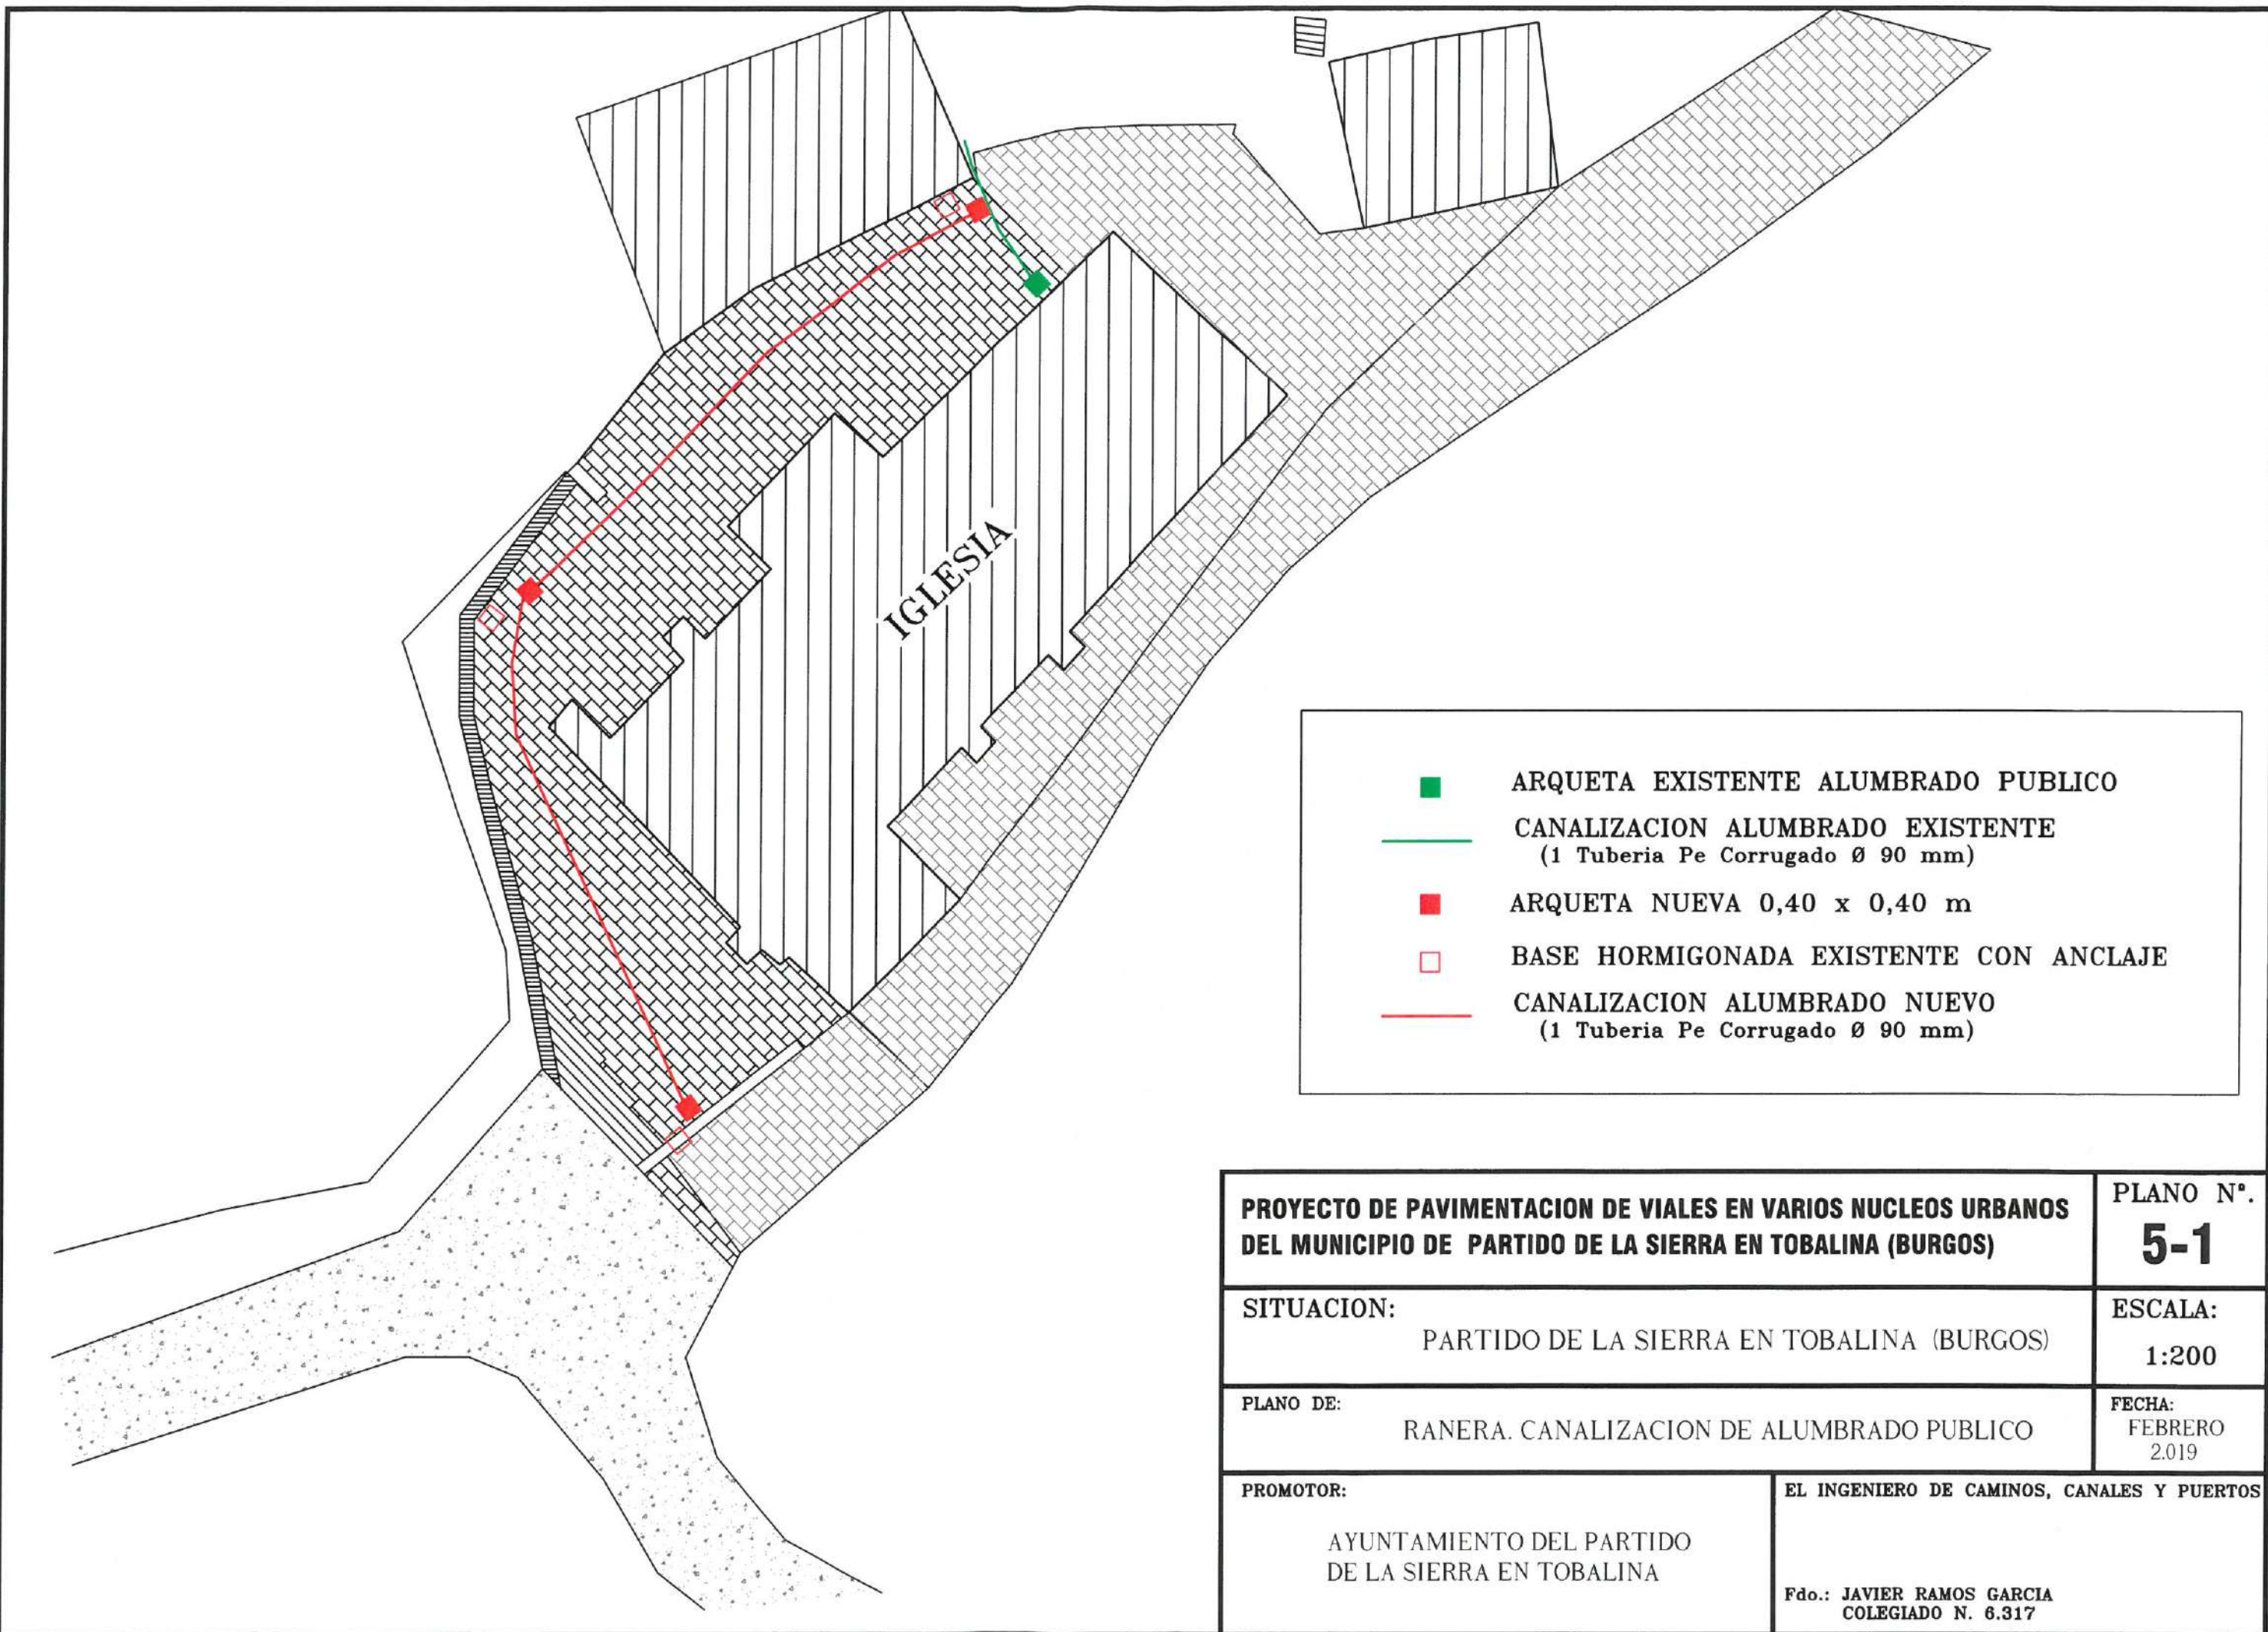 IGLESIA
ARQUETA EXISTENTE ALUMBRADO PUBLICO
CANALIZACION ALUMBRADO EXISTENTE
(1 Tuberia Pe Corrugado Ø 90 mm)
ARQUETA NUEVA 0,40 x 0,40 m
BASE HORMIGONADA EXISTENTE CON ANCLAJE
CANALIZACION ALUMBRADO NUEVO
(1 Tuberia Pe Corrugado Ø 90 mm)
PROYECTO DE PAVIMENTACION DE VIALES EN VARIOS NUCLEOS URBANOS
DEL MUNICIPIO DE PARTIDO DE LA SIERRA EN TOBALINA (BURGOS)
PLANO Nº.
5-1
SITUACION:
PARTIDO DE LA SIERRA EN TOBALINA (BURGOS)
ESCALA:
1:200
PLANO DE:
RANERA. CANALIZACION DE ALUMBRADO PUBLICO
FECHA:
FEBRERO
2.019
PROMOTOR:
AYUNTAMIENTO DEL PARTIDO
DE LA SIERRA EN TOBALINA
EL INGENIERO DE CAMINOS, CANALES Y PUERTOS
Fdo.: JAVIER RAMOS GARCIA
COLEGIADO N. 6.317